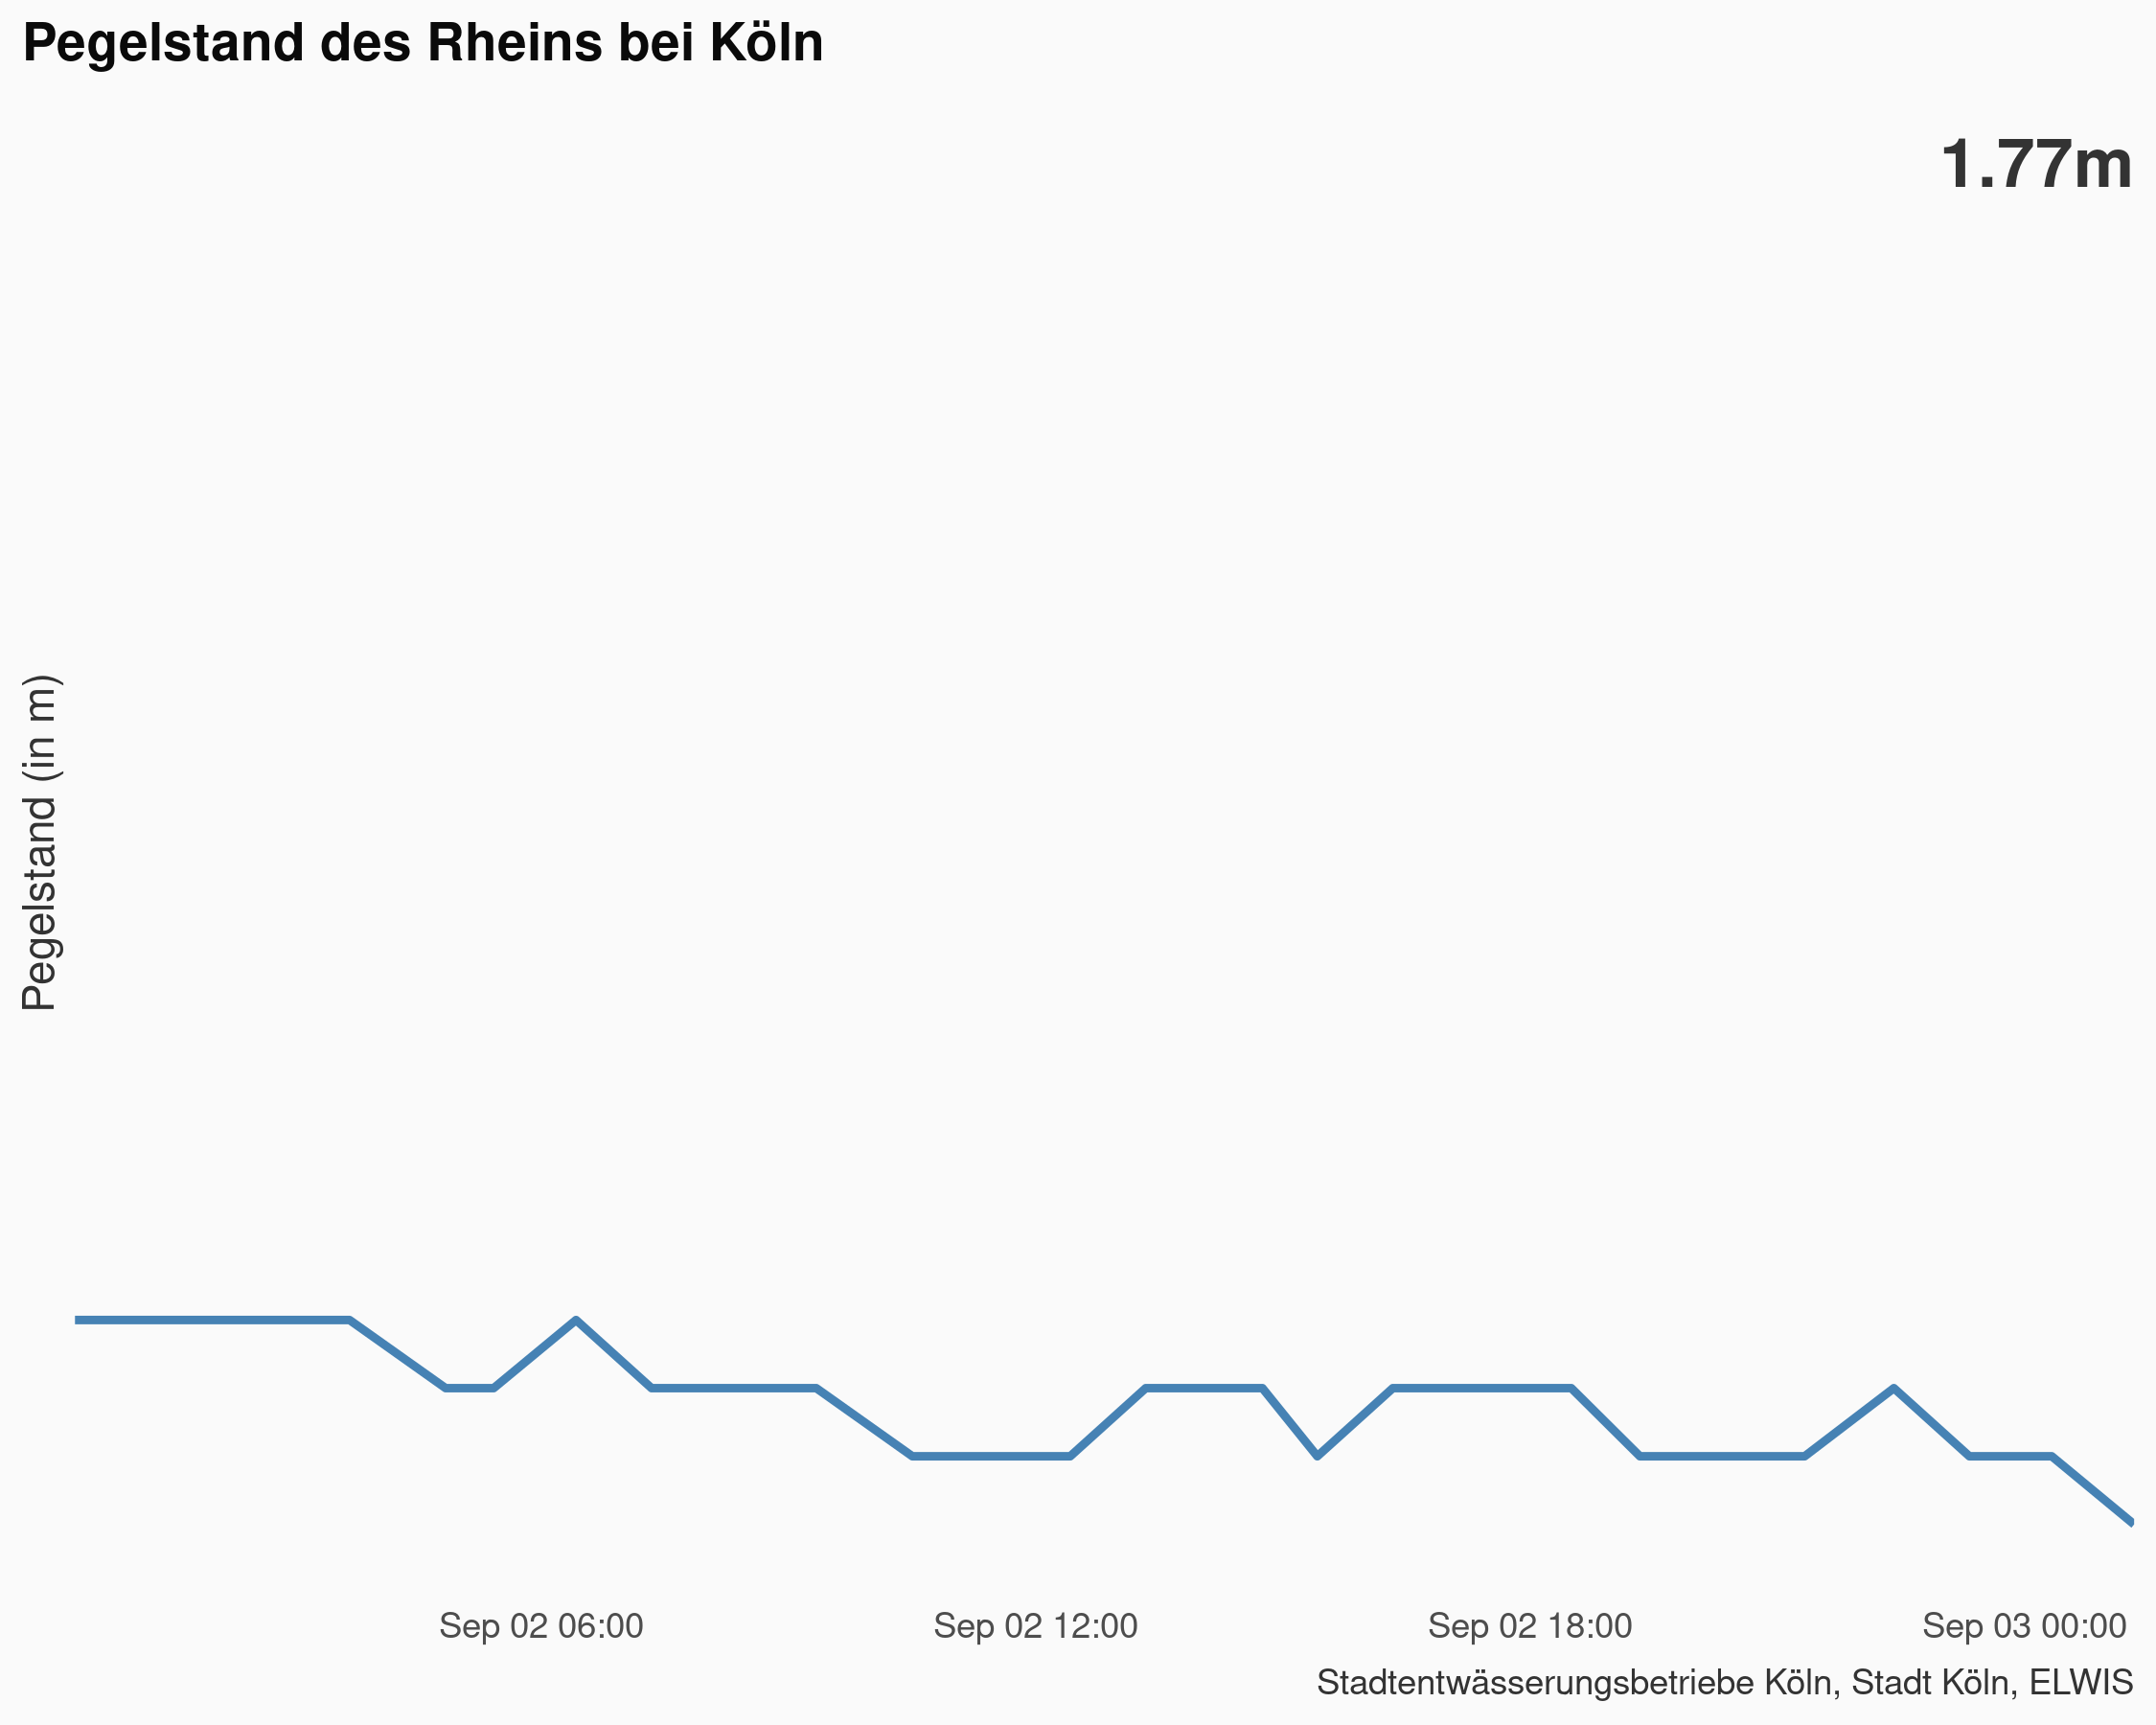 Pegelstand des Rheins bei Köln
1.77m
Pegelstand (in m)
Sep 02 06:00
Sep 02 12:00
Sep 02 18:00
Sep 03 00:00
Stadtentwässerungsbetriebe Köln, Stadt Köln, ELWIS